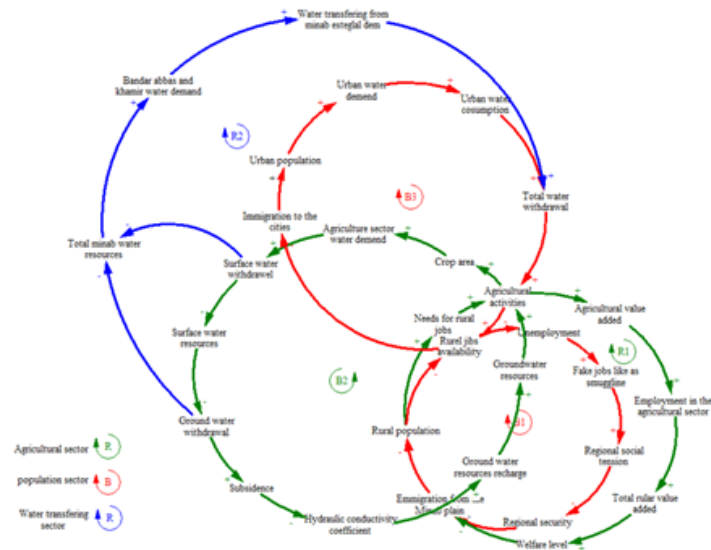 Water transfering from
minab esteglal dem
Bandar abbas and
khamir water demand
Urban water
demand
Urban water
cosumption
R2
Urban population
B3
Total water
withdrawal
Immigration to the
cities
Agriculture sector
water demand
Total minab water
resources
Surface water
withdrawel
Crop area
Agricultural
activities
Needs for rural
jobs
Agricultural value
added
Surface water
resources
Rurel jibs
availability
Unemployment
R1
Groundwater
resources
Fake jobs like as
smuggline
B2
Employment in the
agricultural sector
Ground water
withdrawal
Rural population
B1
Regional social
tension
Agricultural sector
R
Ground water
resources recharge
population sector
B
Subsidence
Emmigration from the
Minab plain
Total rular value
added
Water transfering
sector
R
Hydraulic conductivity
coefficient
Regional security
Welfare level